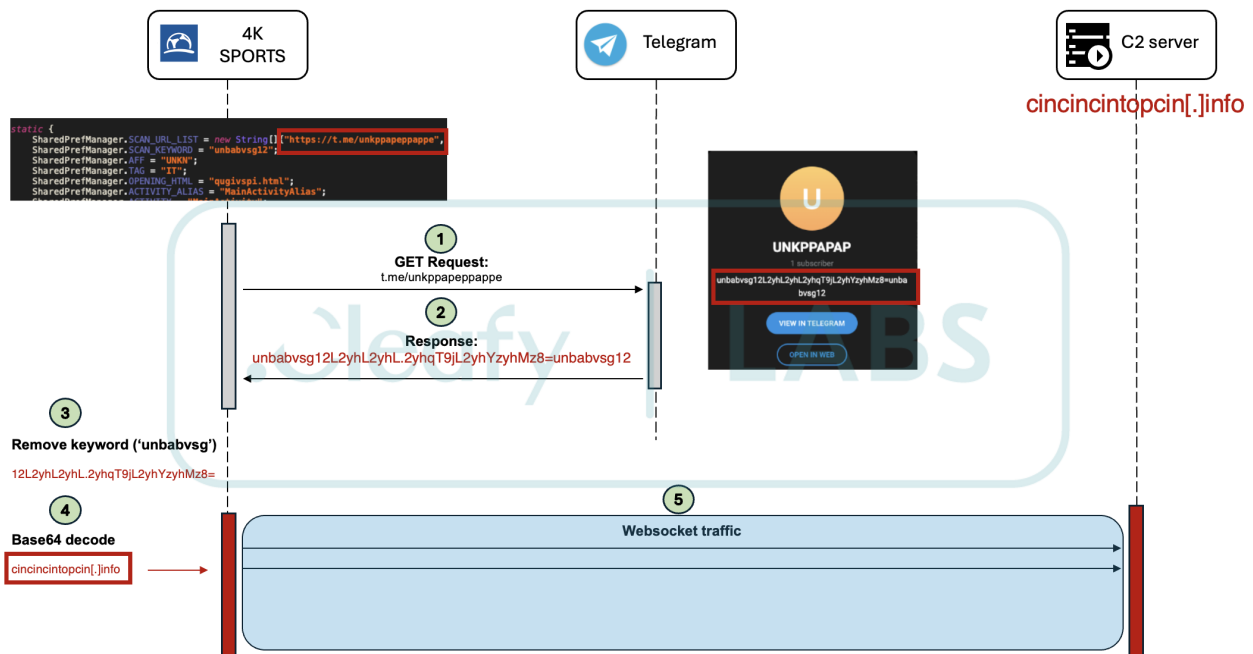 4K
SPORTS
Telegram
C2 server
cincincintopcin[.]info
static {
SharedPrefManager.SCAN_URL_LIST = new String[]{"https://t.me/unkppapeppappe",
SharedPrefManager.SCAN_KEYWORD = "unbabvsg12";
SharedPrefManager.AFF = "UNKN";
SharedPrefManager.TAG = "IT";
SharedPrefManager.OPENING_HTML = "qugivspi.html";
SharedPrefManager.ACTIVITY_ALIAS = "MainActivityAlias";
U
UNKPPAPAP
1 subscriber
unbabvsg12L2yhL2yhL2yhqT9jL2yhYzyhMz8=unba
bvsg12
VIEW IN TELEGRAM
OPEN IN WEB
1
GET Request:
t.me/unkppapeppappe
2
Response:
unbabvsg12L2yhL2yhL.2yhqT9jL2yhYzyhMz8=unbabvsg12
Cleafy LABS
3
Remove keyword ('unbabvsg')
12L2yhL2yhL.2yhqT9jL2yhYzyhMz8=
4
Base64 decode
cincincintopcin[.]info
5
Websocket traffic